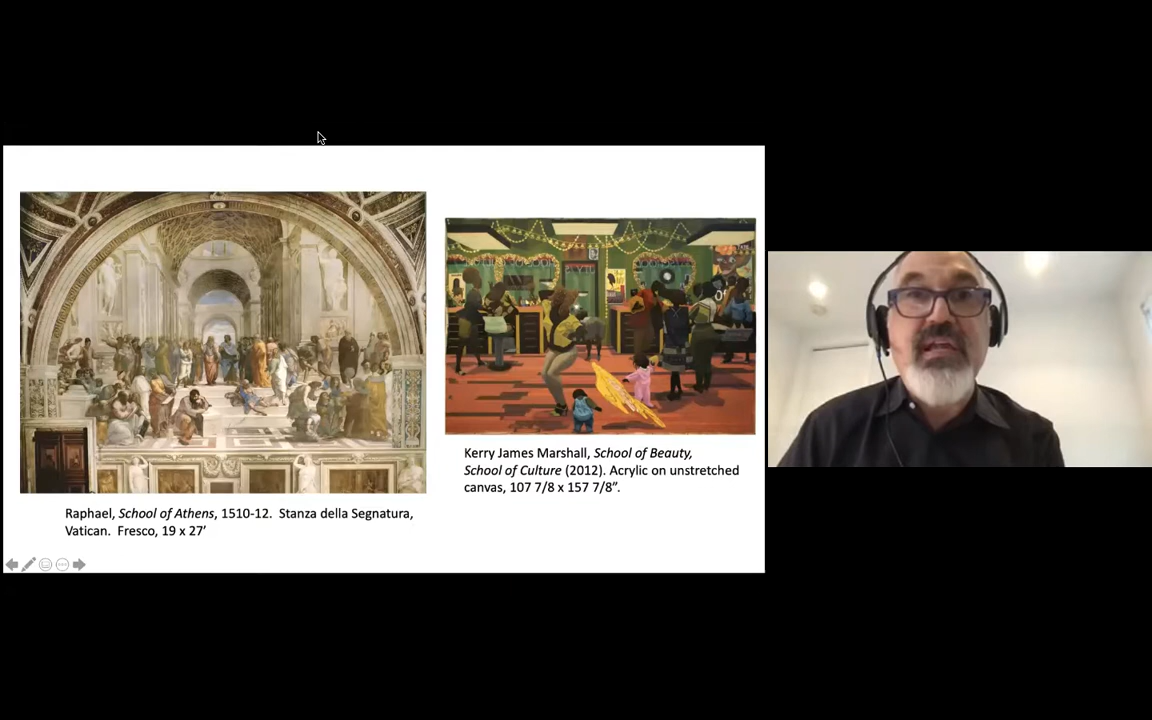 Raphael, School of Athens, 1510-12. Stanza della Segnatura,
Vatican. Fresco, 19 x 27’
Kerry James Marshall, School of Beauty,
School of Culture (2012). Acrylic on unstretched
canvas, 107 7/8 x 157 7/8”.